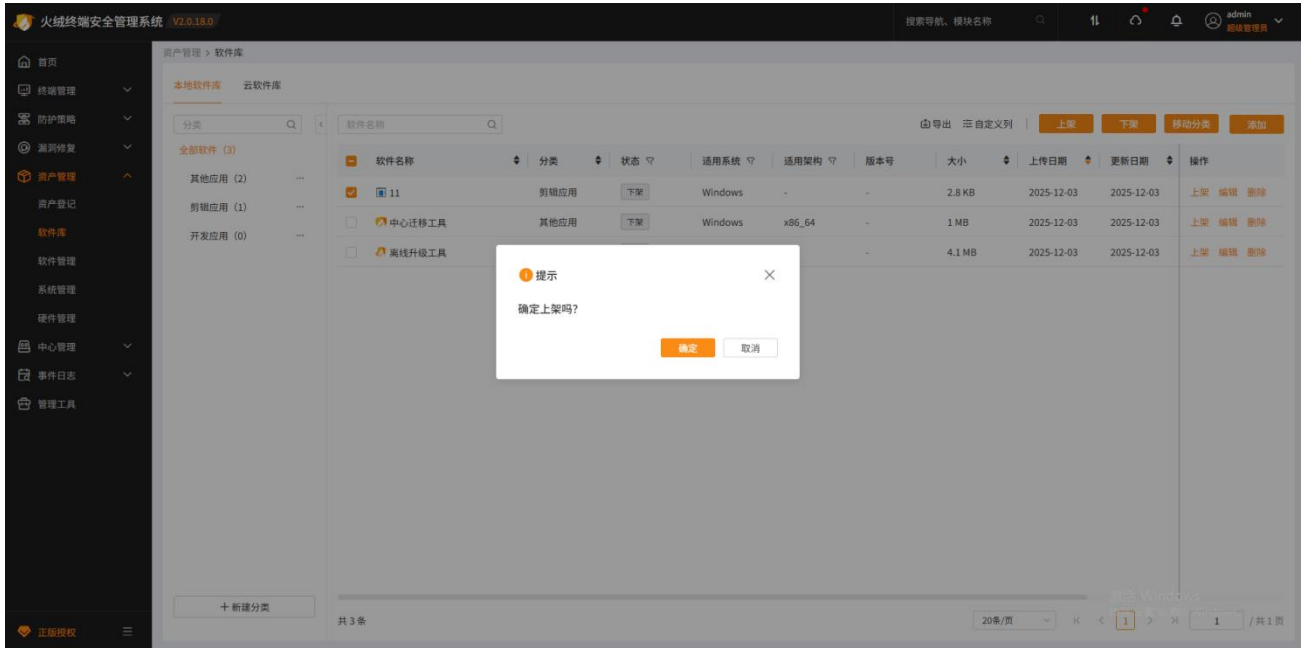 火绒终端安全管理系统 V2.0.18.0
搜索导航、模块名称
admin
超级管理员
首页
终端管理
防护策略
漏洞修复
资产管理
资产登记
软件库
软件管理
系统管理
硬件管理
中心管理
事件日志
管理工具
正版授权
资产管理 > 软件库
本地软件库 云软件库
分类
全部软件（3）
其他应用（2） ...
剪辑应用（1） ...
开发应用（0） ...
+ 新建分类
软件名称
导出 自定义列 上架 下架 移动分类 添加
软件名称 分类 状态 适用系统 适用架构 版本号 大小 上传日期 更新日期 操作
11 剪辑应用 下架 Windows - - 2.8 KB 2025-12-03 2025-12-03 上架 编辑 删除
中心迁移工具 其他应用 下架 Windows x86_64 - 1 MB 2025-12-03 2025-12-03 上架 编辑 删除
离线升级工具 - 4.1 MB 2025-12-03 2025-12-03 上架 编辑 删除
提示
确定上架吗?
确定 取消
共 3 条
20条/页 1 1 / 共 1 页
激活 Windows